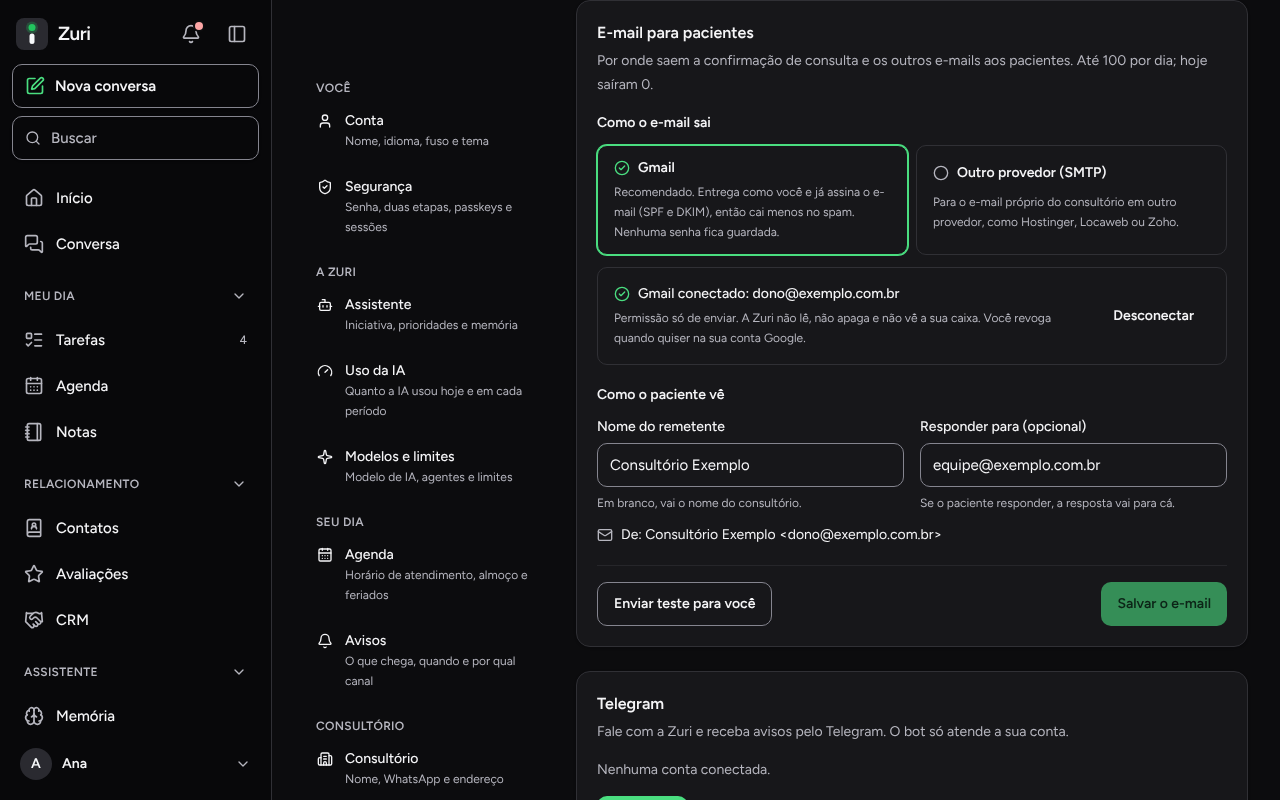 Zuri
Nova conversa
Buscar
Início
Conversa
MEU DIA
Tarefas 4
Agenda
Notas
RELACIONAMENTO
Contatos
Avaliações
CRM
ASSISTENTE
Memória
A Ana
VOCÊ
Conta
Nome, idioma, fuso e tema
Segurança
Senha, duas etapas, passkeys e
sessões
A ZURI
Assistente
Iniciativa, prioridades e memória
Uso da IA
Quanto a IA usou hoje e em cada
período
Modelos e limites
Modelo de IA, agentes e limites
SEU DIA
Agenda
Horário de atendimento, almoço e
feriados
Avisos
O que chega, quando e por qual
canal
CONSULTÓRIO
Consultório
Nome, WhatsApp e endereço
E-mail para pacientes
Por onde saem a confirmação de consulta e os outros e-mails aos pacientes. Até 100 por dia; hoje
saíram 0.
Como o e-mail sai
Gmail
Recomendado. Entrega como você e já assina o e-
mail (SPF e DKIM), então cai menos no spam.
Nenhuma senha fica guardada.
Outro provedor (SMTP)
Para o e-mail próprio do consultório em outro
provedor, como Hostinger, Locaweb ou Zoho.
Gmail conectado: dono@exemplo.com.br
Permissão só de enviar. A Zuri não lê, não apaga e não vê a sua caixa. Você revoga
quando quiser na sua conta Google.
Desconectar
Como o paciente vê
Nome do remetente
Consultório Exemplo
Em branco, vai o nome do consultório.
Responder para (opcional)
equipe@exemplo.com.br
Se o paciente responder, a resposta vai para cá.
De: Consultório Exemplo <dono@exemplo.com.br>
Enviar teste para você
Salvar o e-mail
Telegram
Fale com a Zuri e receba avisos pelo Telegram. O bot só atende a sua conta.
Nenhuma conta conectada.